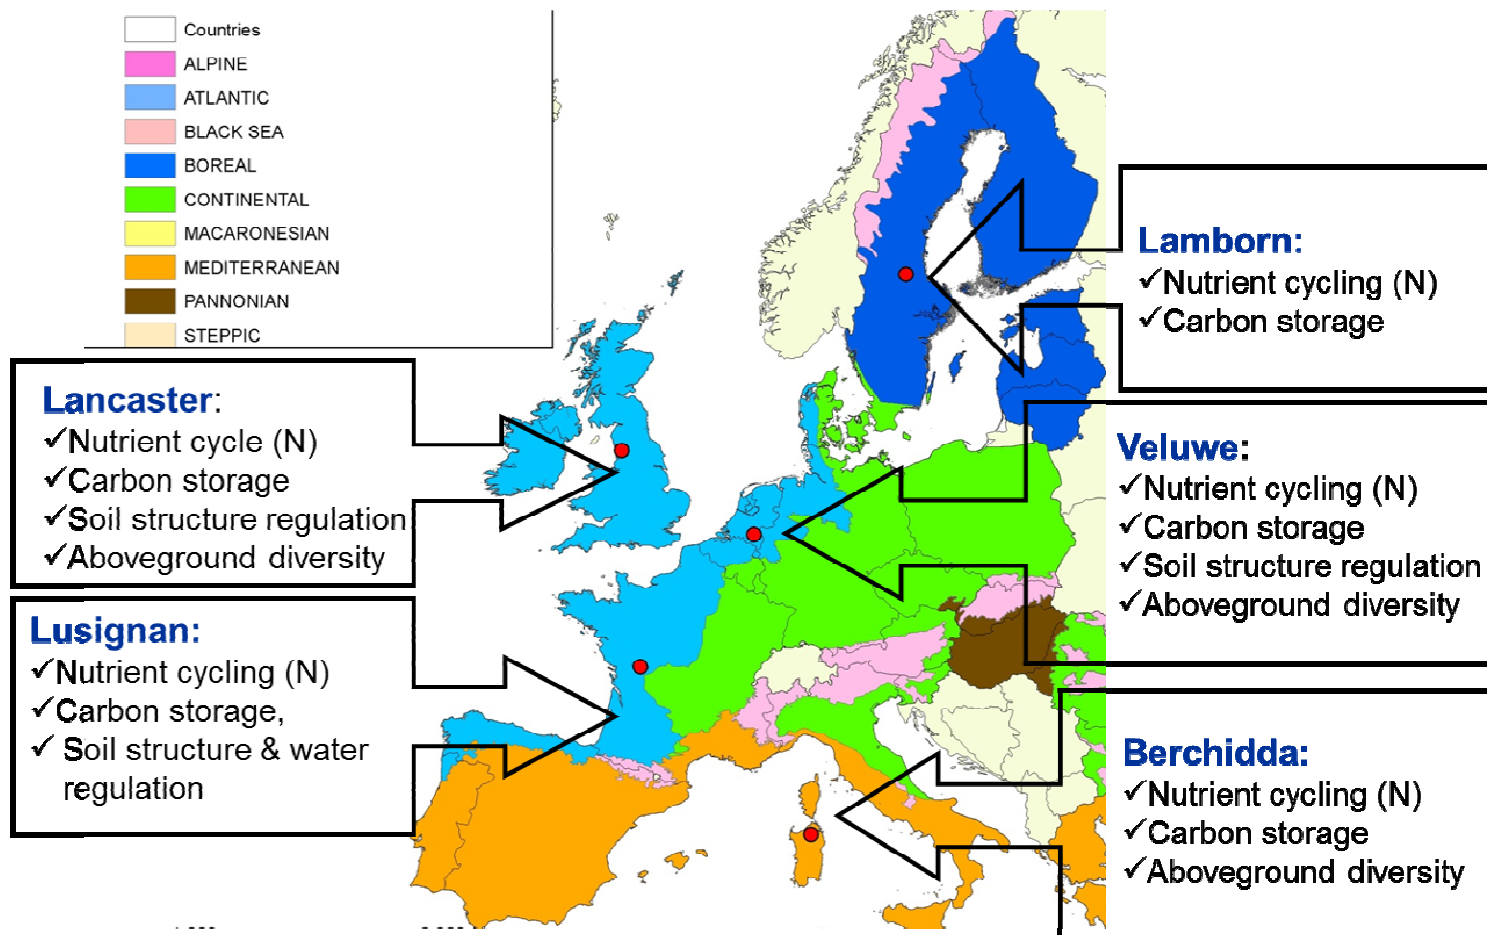 Countries
ALPINE
ATLANTIC
BLACK SEA
BOREAL
CONTINENTAL
MACARONESIAN
MEDITERRANEAN
PANNONIAN
STEPPIC
Lamborn:
✓Nutrient cycling (N)
✓Carbon storage
Lancaster:
✓Nutrient cycle (N)
✓Carbon storage
✓Soil structure regulation
✓Aboveground diversity
Veluwe:
✓Nutrient cycling (N)
✓Carbon storage
✓Soil structure regulation
✓Aboveground diversity
Lusignan:
✓Nutrient cycling (N)
✓Carbon storage,
✓ Soil structure & water
regulation
Berchidda:
✓Nutrient cycling (N)
✓Carbon storage
✓Aboveground diversity